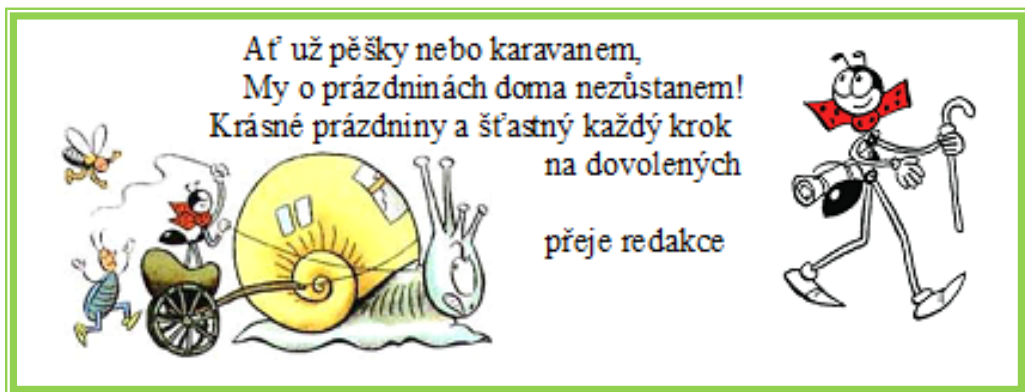 Ať už pěšky nebo karavanem,
My o prázdninách doma nezůstanem!
Krásné prázdniny a šťastný každý krok
na dovolených
přeje redakce